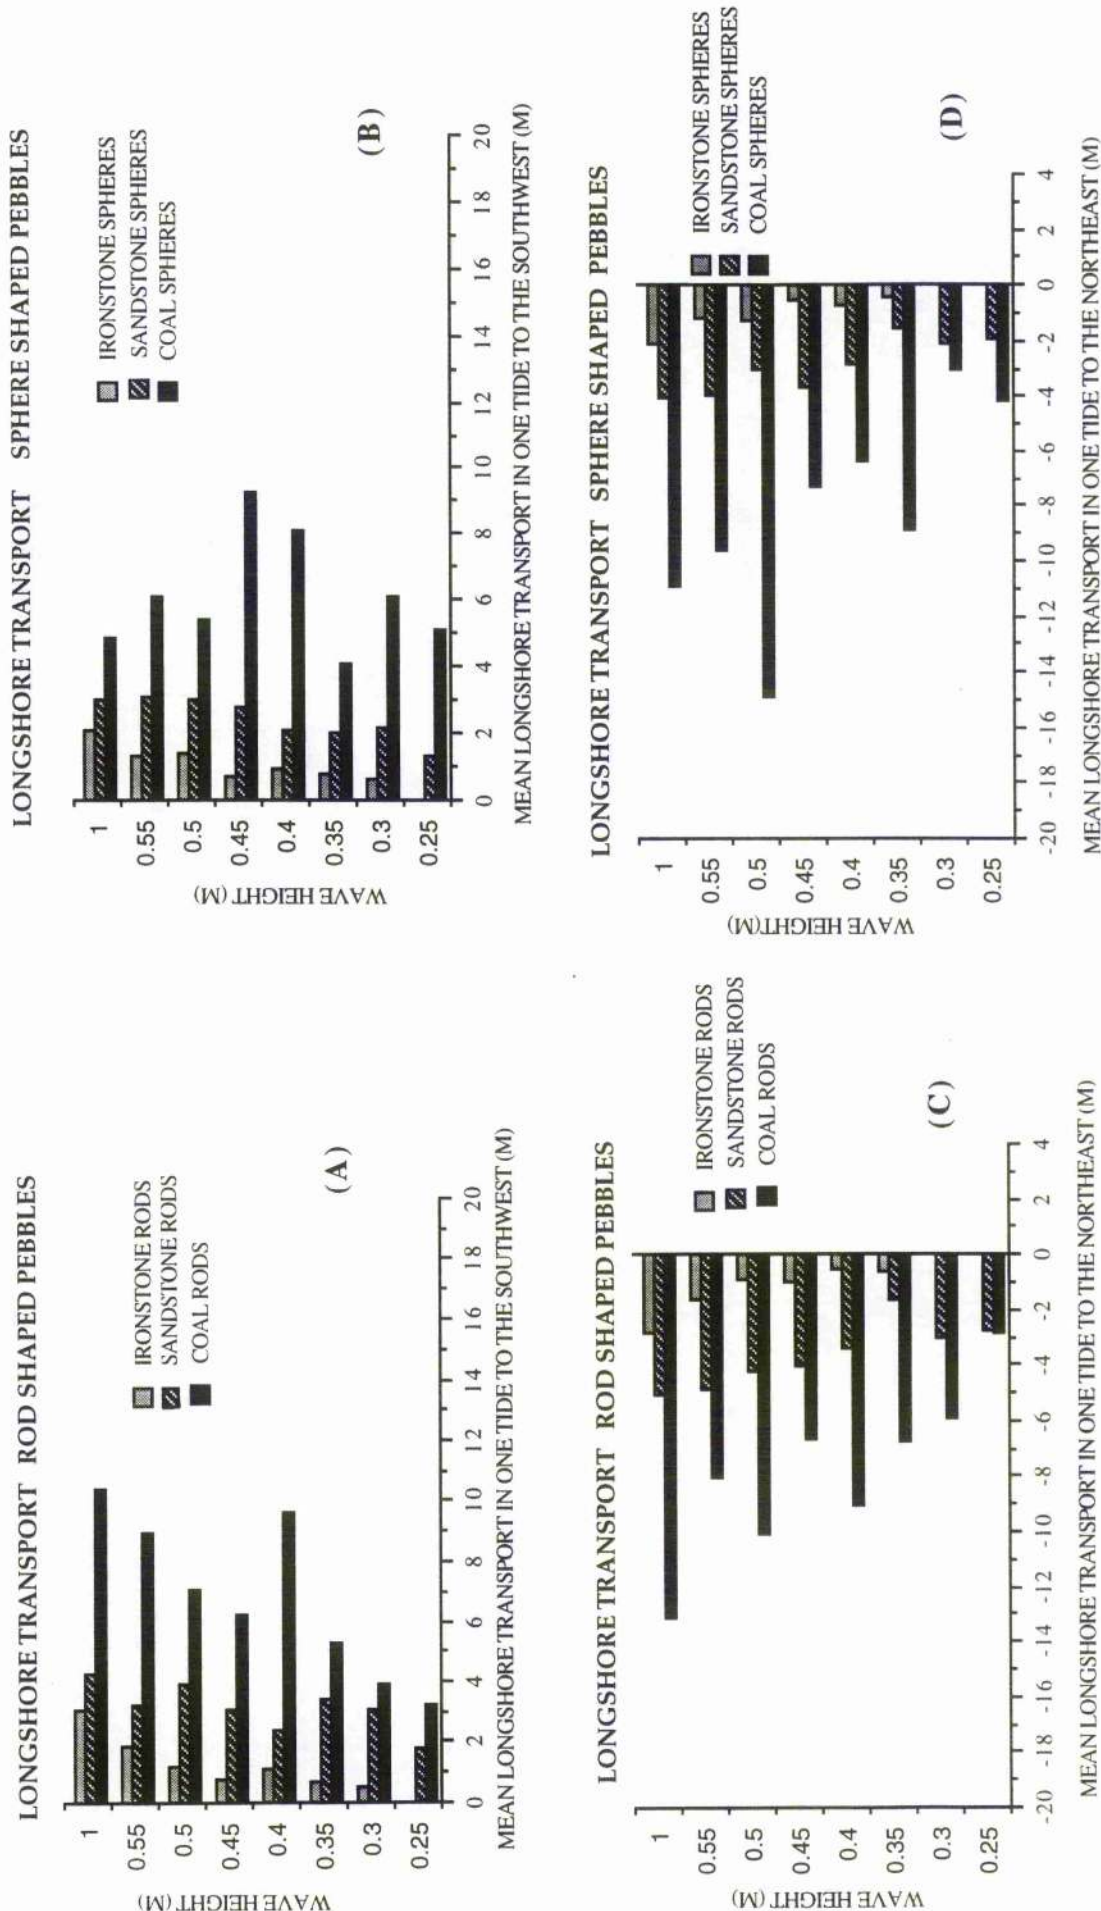 LONGSHORE TRANSPORT ROD SHAPED PEBBLES
WAVE HEIGHT (M)
1
0.55
0.5
0.45
0.4
0.35
0.3
0.25
IRONSTONE RODS
SANDSTONE RODS
COAL RODS
(A)
0 2 4 6 8 10 12 14 16 18 20
MEAN LONGSHORE TRANSPORT IN ONE TIDE TO THE SOUTHWEST (M)
LONGSHORE TRANSPORT SPHERE SHAPED PEBBLES
WAVE HEIGHT (M)
1
0.55
0.5
0.45
0.4
0.35
0.3
0.25
IRONSTONE SPHERES
SANDSTONE SPHERES
COAL SPHERES
(B)
0 2 4 6 8 10 12 14 16 18 20
MEAN LONGSHORE TRANSPORT IN ONE TIDE TO THE SOUTHWEST (M)
LONGSHORE TRANSPORT ROD SHAPED PEBBLES
WAVE HEIGHT (M)
1
0.55
0.5
0.45
0.4
0.35
0.3
0.25
IRONSTONE RODS
SANDSTONE RODS
COAL RODS
(C)
-20 -18 -16 -14 -12 -10 -8 -6 -4 -2 0 2 4
MEAN LONGSHORE TRANSPORT IN ONE TIDE TO THE NORTHEAST (M)
LONGSHORE TRANSPORT SPHERE SHAPED PEBBLES
WAVE HEIGHT(M)
1
0.55
0.5
0.45
0.4
0.35
0.3
0.25
IRONSTONE SPHERES
SANDSTONE SPHERES
COAL SPHERES
(D)
-20 -18 -16 -14 -12 -10 -8 -6 -4 -2 0 2 4
MEAN LONGSHORE TRANSPORT IN ONE TIDE TO THE NORTHEAST (M)